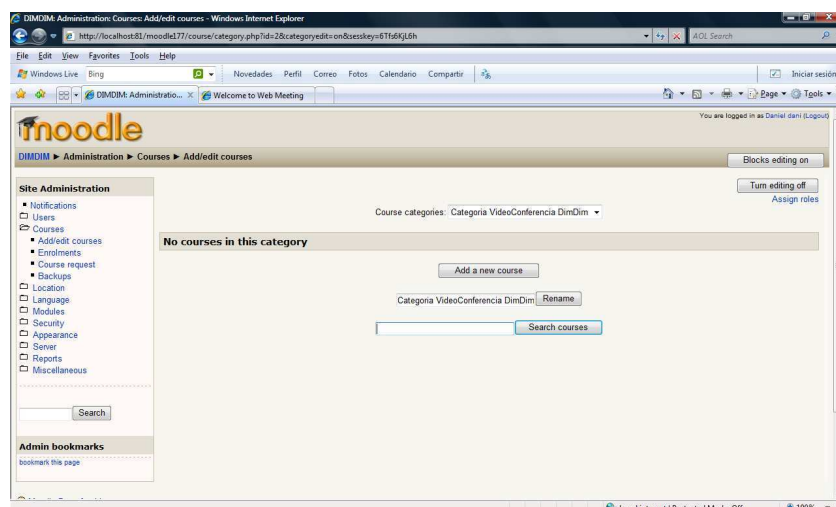 DIMDIM: Administration: Courses: Add/edit courses - Windows Internet Explorer
http://localhost:81/moodle177/course/category.php?id=2&categoryedit=on&sesskey=6Tfs6KjL6h
AOL Search
File Edit View Favorites Tools Help
Windows Live Bing Novedades Perfil Correo Fotos Calendario Compartir Iniciar sesión
DIMDIM: Administratio... Welcome to Web Meeting Page Tools
moodle
You are logged in as Daniel dani (Logout)
DIMDIM ► Administration ► Courses ► Add/edit courses
Blocks editing on
Turn editing off
Assign roles
Site Administration
Notifications
Users
Courses
Add/edit courses
Enrolments
Course request
Backups
Location
Language
Modules
Security
Appearance
Server
Reports
Miscellaneous
Search
Admin bookmarks
bookmark this page
Course categories: Categoria VideoConferencia DimDim
No courses in this category
Add a new course
Categoria VideoConferencia DimDim Rename
Search courses